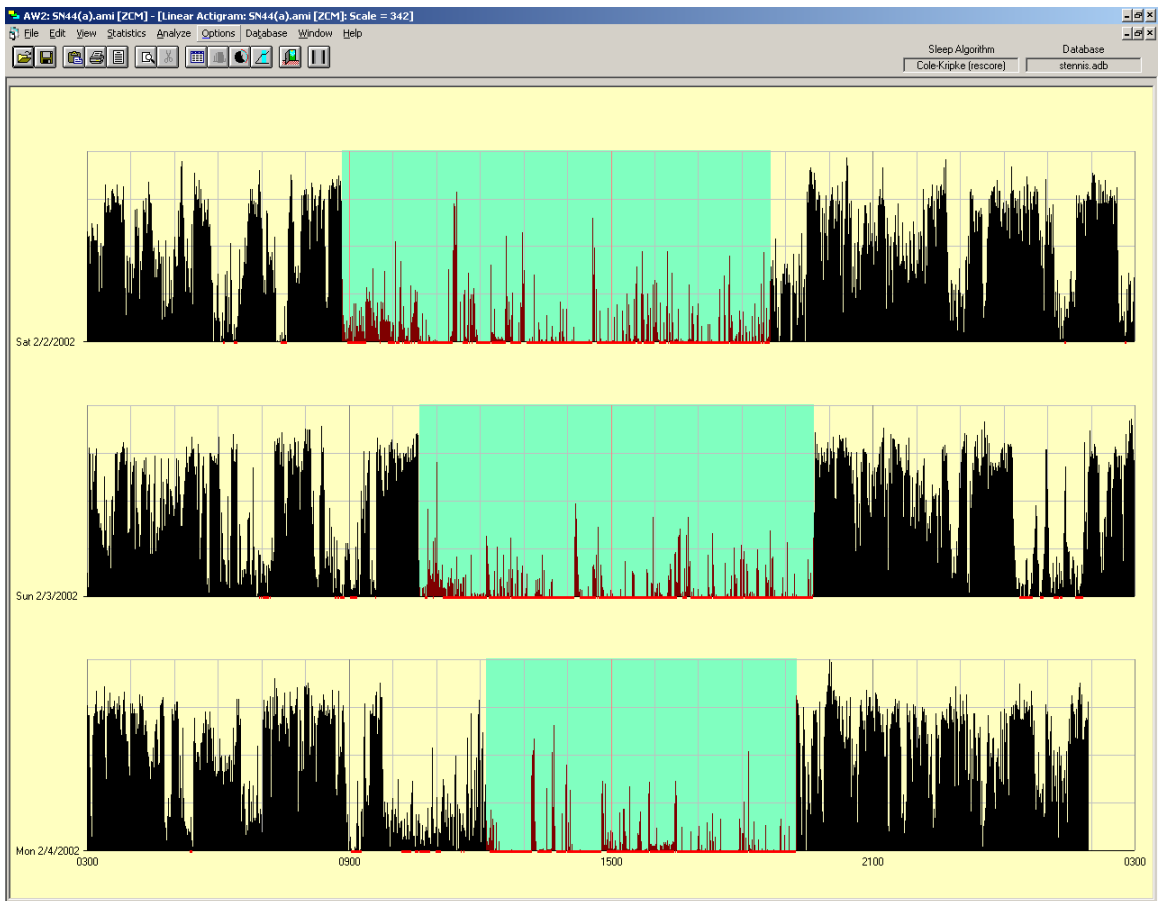 AW2: SN44(a).ami [ZCM] - [Linear Actigram: SN44(a).ami [ZCM]: Scale = 342]
File Edit View Statistics Analyze Options Database Window Help
Sleep Algorithm Database
Cole-Kripke (rescore) stennis.adb
Sat 2/2/2002
Sun 2/3/2002
Mon 2/4/2002
0300 0900 1500 2100 0300